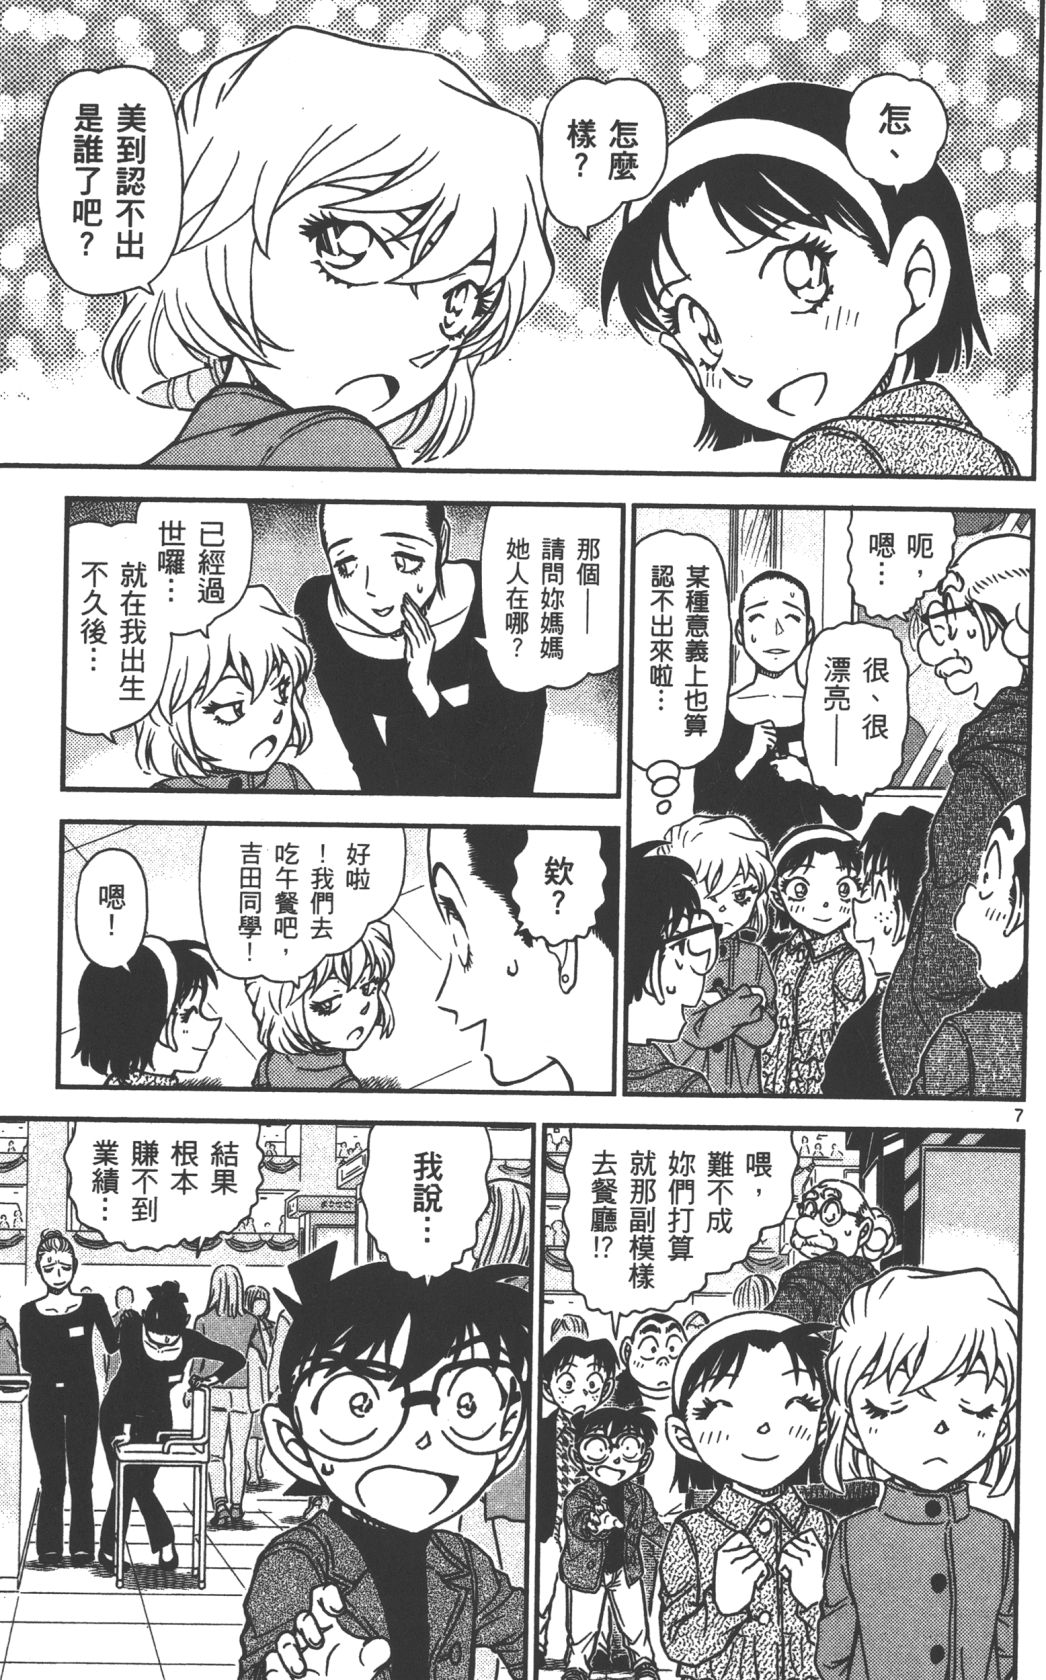 怎、
怎麼
樣？
美到認不出
是誰了吧？
呃，
嗯…
很、很
漂亮──
某種意義上也算
認不出來啦…
那個──
請問妳媽媽
她人在哪？
已經過
世囉…
就在我出生
不久後…
欸？
好啦
！我們去
吃午餐吧，
吉田同學！
嗯！
7
喂，
難不成
妳們打算
就那副模樣
去餐廳!?
我說…
結果
根本
賺不到
業績…